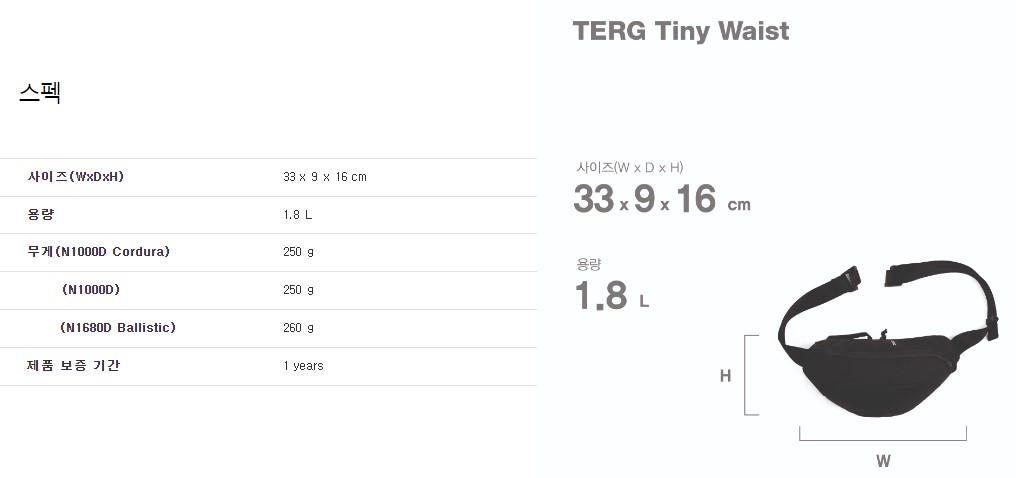 TERG Tiny Waist
스펙
사이즈(WxDxH) 33 x 9 x 16 cm
용량 1.8 L
무게(N1000D Cordura) 250 g
(N1000D) 250 g
(N1680D Ballistic) 260 g
제품 보증 기간 1 years
사이즈(W x D x H)
33 x 9 x 16 cm
용량
1.8 L
H
W